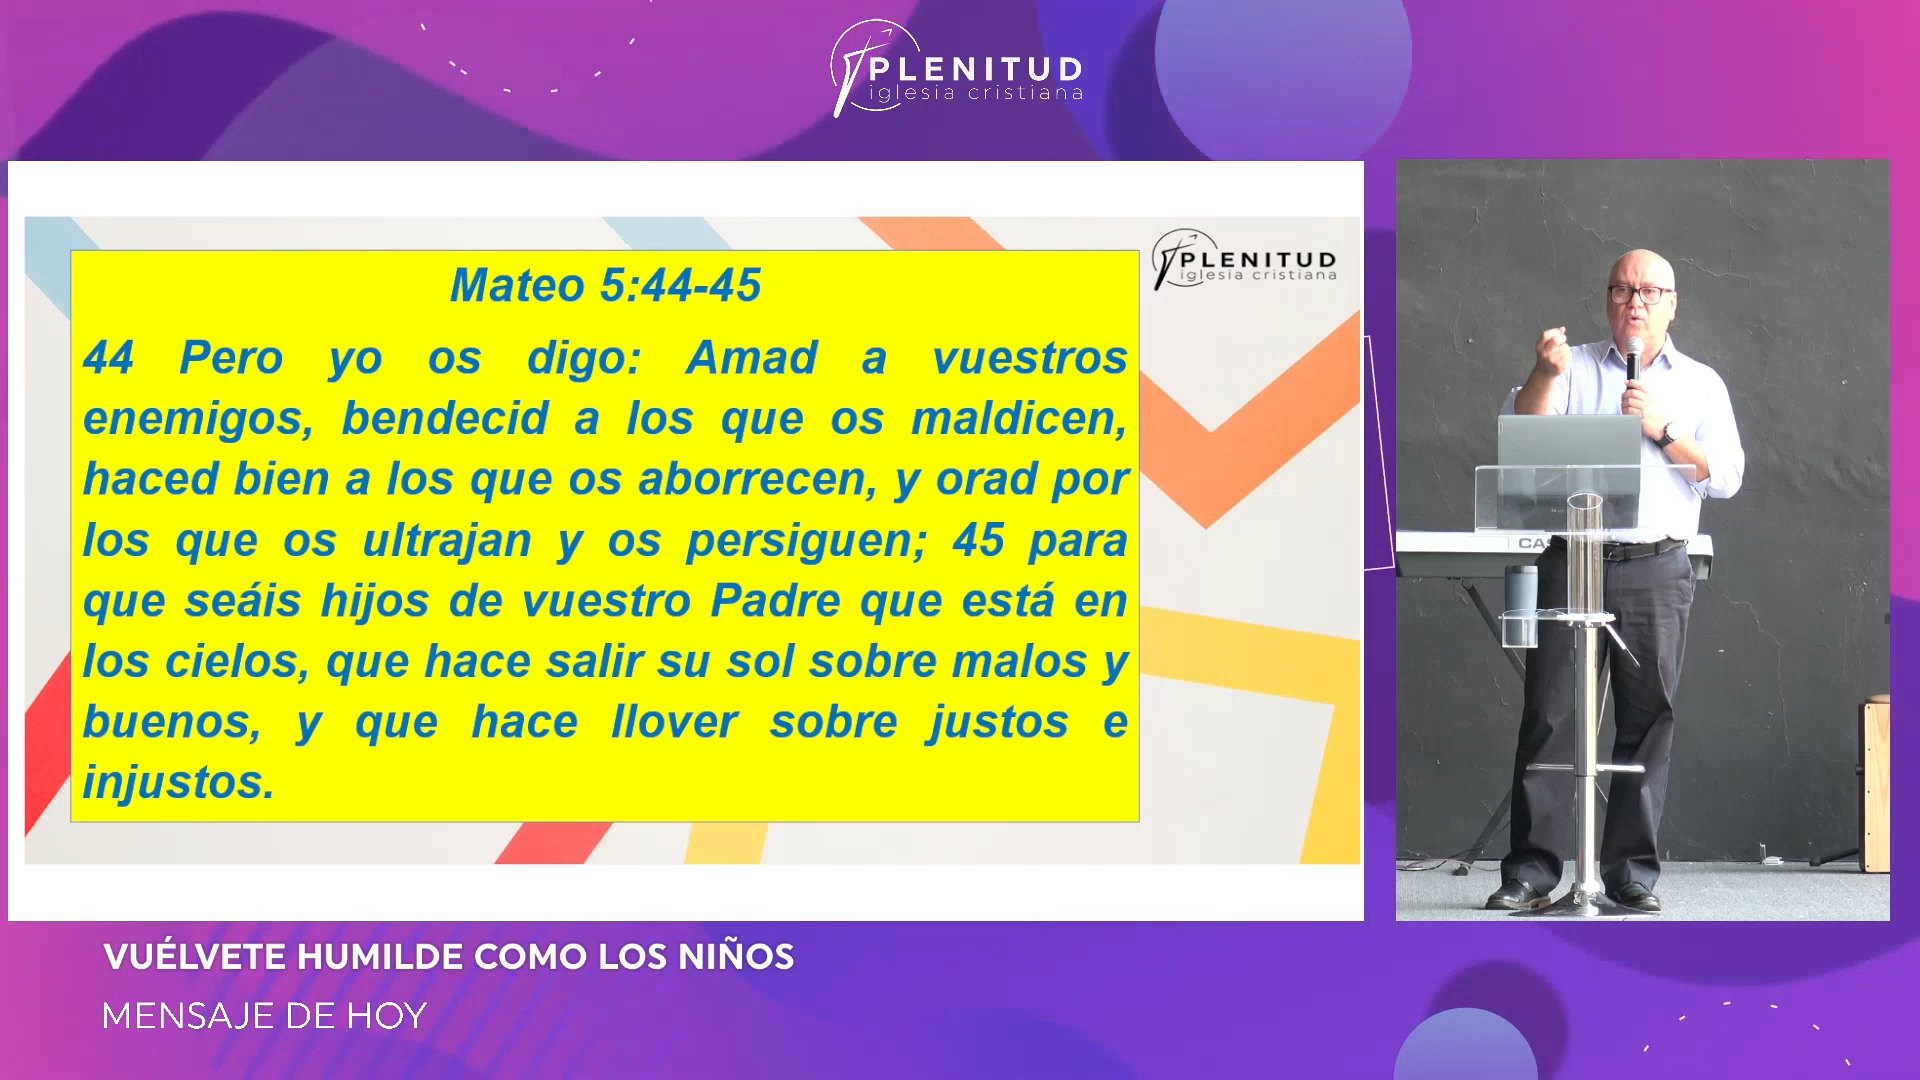 PLENITUD
iglesia cristiana
PLENITUD
iglesia cristiana
Mateo 5:44-45
44 Pero yo os digo: Amad a vuestros
enemigos, bendecid a los que os maldicen,
haced bien a los que os aborrecen, y orad por
los que os ultrajan y os persiguen; 45 para
que seáis hijos de vuestro Padre que está en
los cielos, que hace salir su sol sobre malos y
buenos, y que hace llover sobre justos e
injustos.
VUÉLVETE HUMILDE COMO LOS NIÑOS
MENSAJE DE HOY